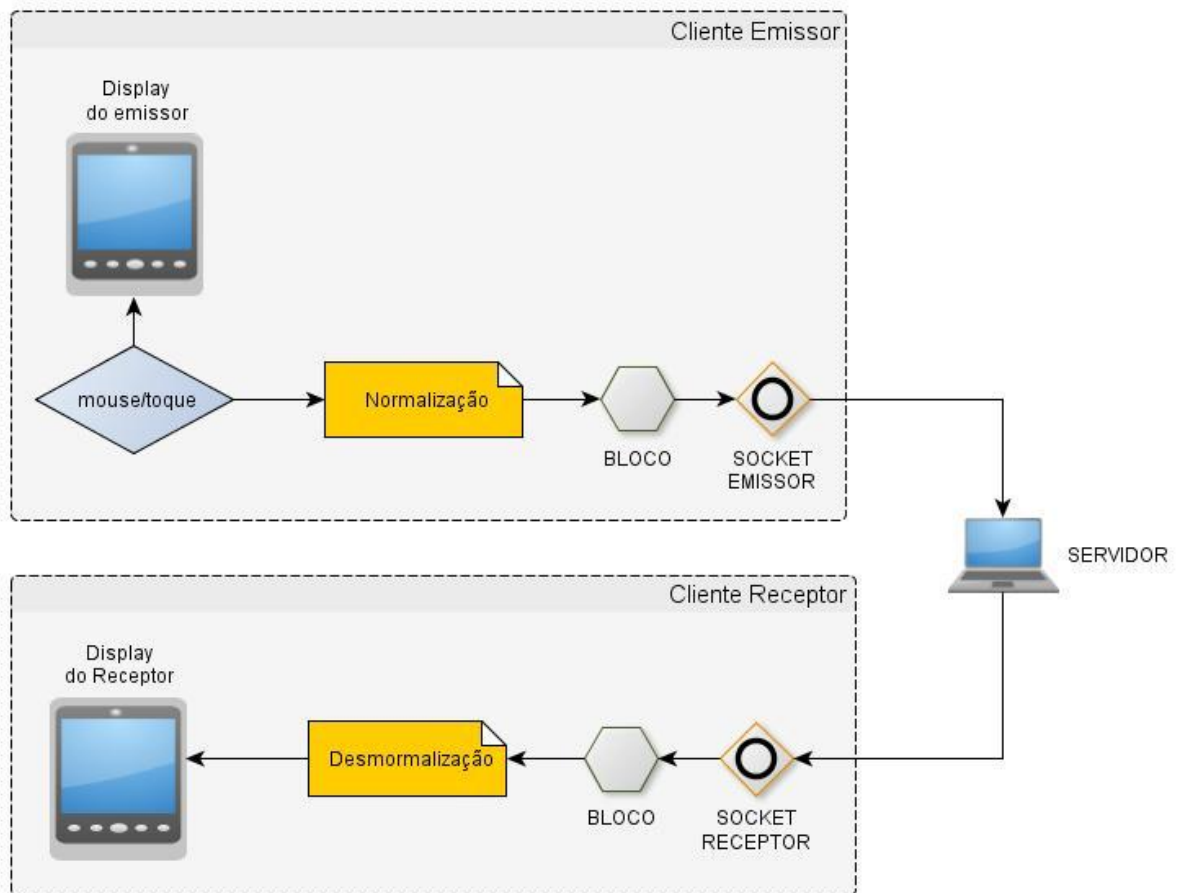 Cliente Emissor
Display
do emissor
mouse/toque
Normalização
BLOCO
SOCKET
EMISSOR
SERVIDOR
Cliente Receptor
Display
do Receptor
Desmormalização
BLOCO
SOCKET
RECEPTOR